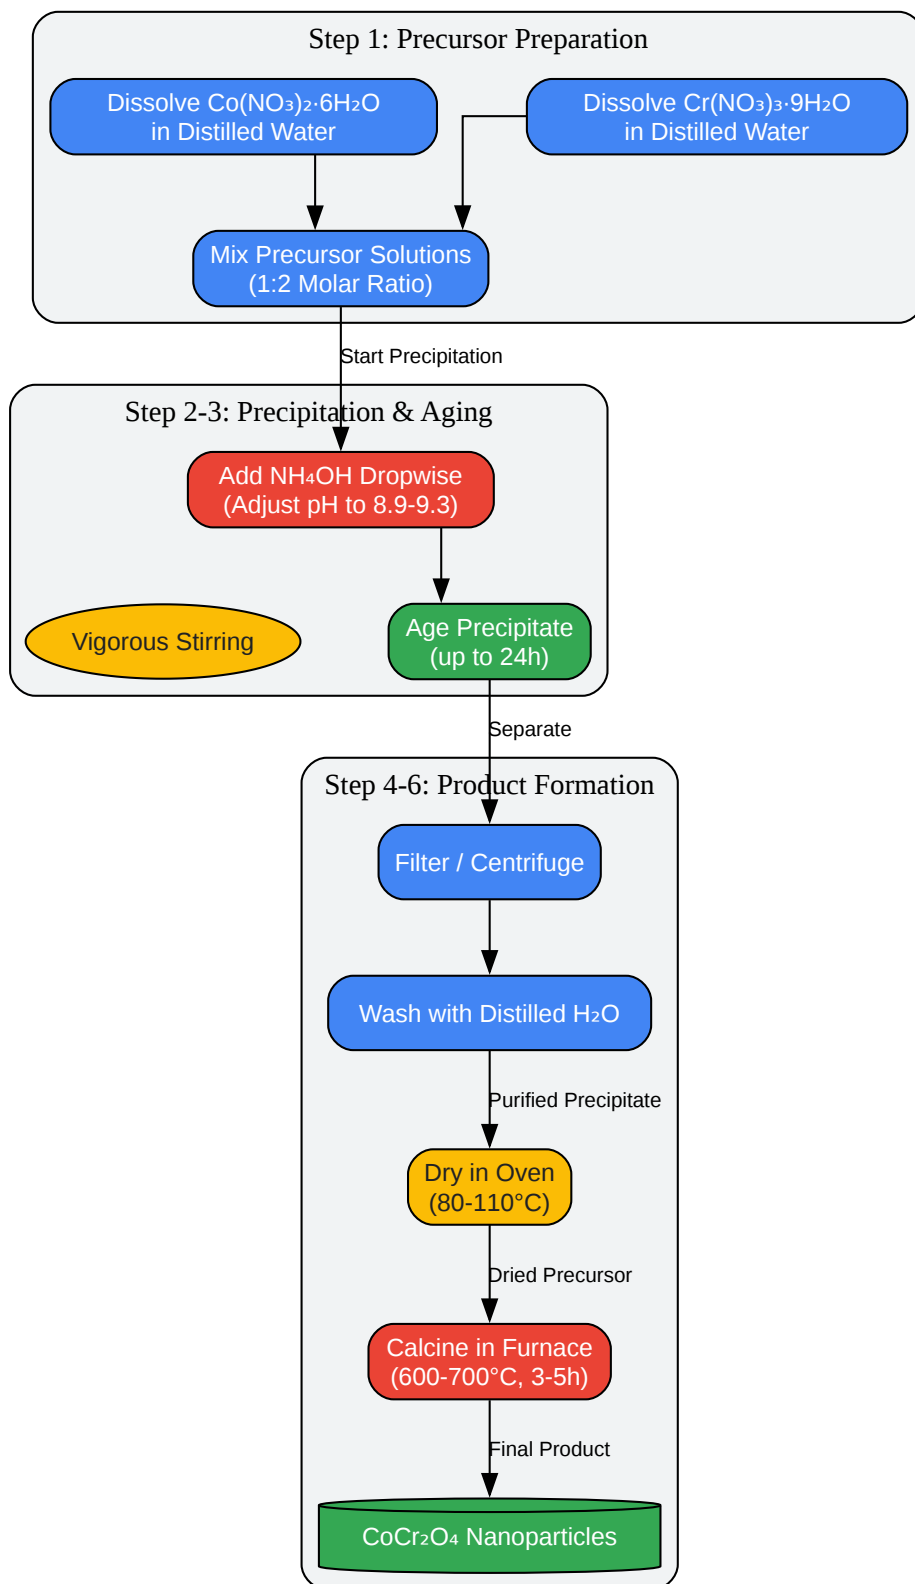 Step 1: Precursor Preparation
Dissolve Co(NO₃)₂·6H₂O
in Distilled Water
Dissolve Cr(NO₃)₃·9H₂O
in Distilled Water
Mix Precursor Solutions
(1:2 Molar Ratio)
Start Precipitation
Step 2-3: Precipitation & Aging
Add NH₄OH Dropwise
(Adjust pH to 8.9-9.3)
Vigorous Stirring
Age Precipitate
(up to 24h)
Separate
Step 4-6: Product Formation
Filter / Centrifuge
Wash with Distilled H₂O
Purified Precipitate
Dry in Oven
(80-110°C)
Dried Precursor
Calcine in Furnace
(600-700°C, 3-5h)
Final Product
CoCr₂O₄ Nanoparticles